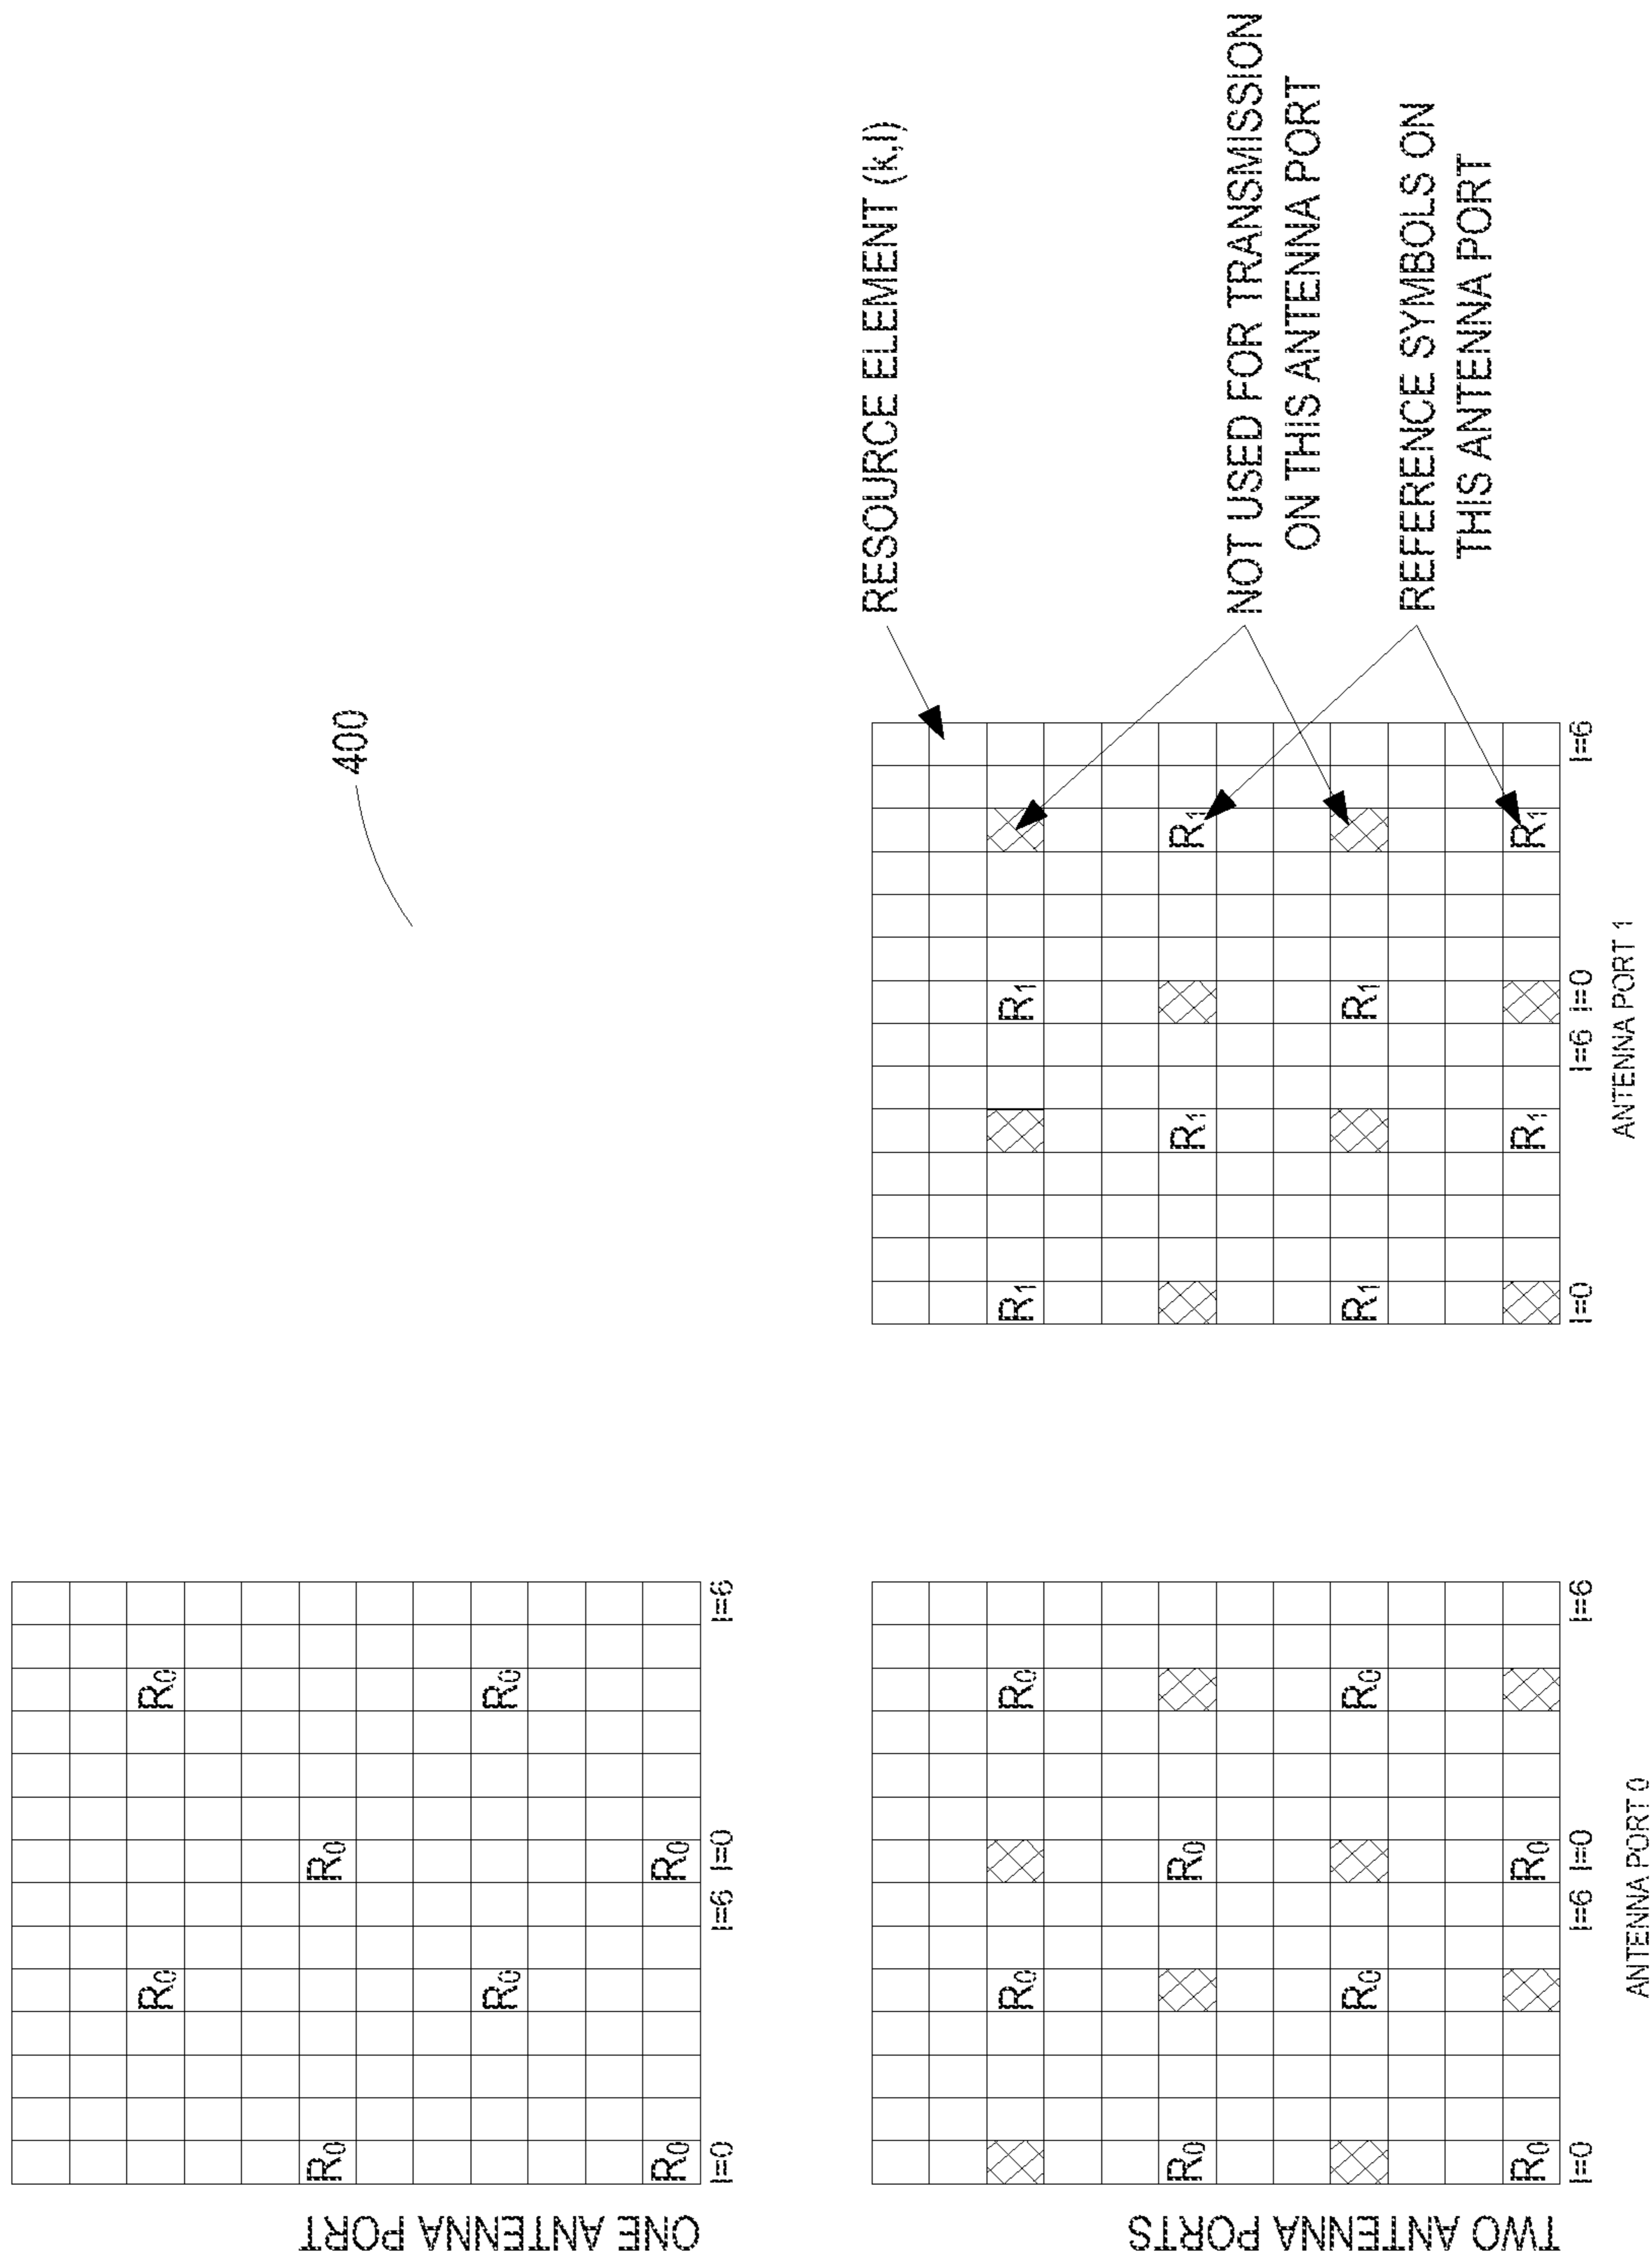 ONE ANTENNA PORT
R0 R0
R0 R0
R0 R0
R0 R0
l=0 l=6 l=0 l=6
400
TWO ANTENNA PORTS
R0 R0
R0 R0
R0 R0
R0 R0
l=0 l=6 l=0 l=6
ANTENNA PORT 0
R1 R1
R1 R1
R1 R1
R1 R1
l=0 l=6 l=0 l=6
ANTENNA PORT 1
RESOURCE ELEMENT (k,l)
NOT USED FOR TRANSMISSION
ON THIS ANTENNA PORT
REFERENCE SYMBOLS ON
THIS ANTENNA PORT